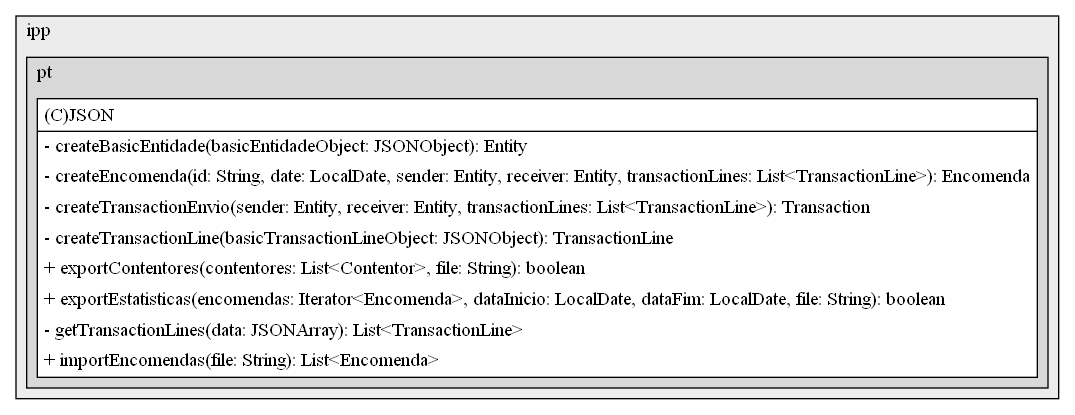 ipp
pt
(C)JSON
- createBasicEntidade(basicEntidadeObject: JSONObject): Entity
- createEncomenda(id: String, date: LocalDate, sender: Entity, receiver: Entity, transactionLines: List<TransactionLine>): Encomenda
- createTransactionEnvio(sender: Entity, receiver: Entity, transactionLines: List<TransactionLine>): Transaction
- createTransactionLine(basicTransactionLineObject: JSONObject): TransactionLine
+ exportContentores(contentores: List<Contentor>, file: String): boolean
+ exportEstatisticas(encomendas: Iterator<Encomenda>, dataInicio: LocalDate, dataFim: LocalDate, file: String): boolean
- getTransactionLines(data: JSONArray): List<TransactionLine>
+ importEncomendas(file: String): List<Encomenda>